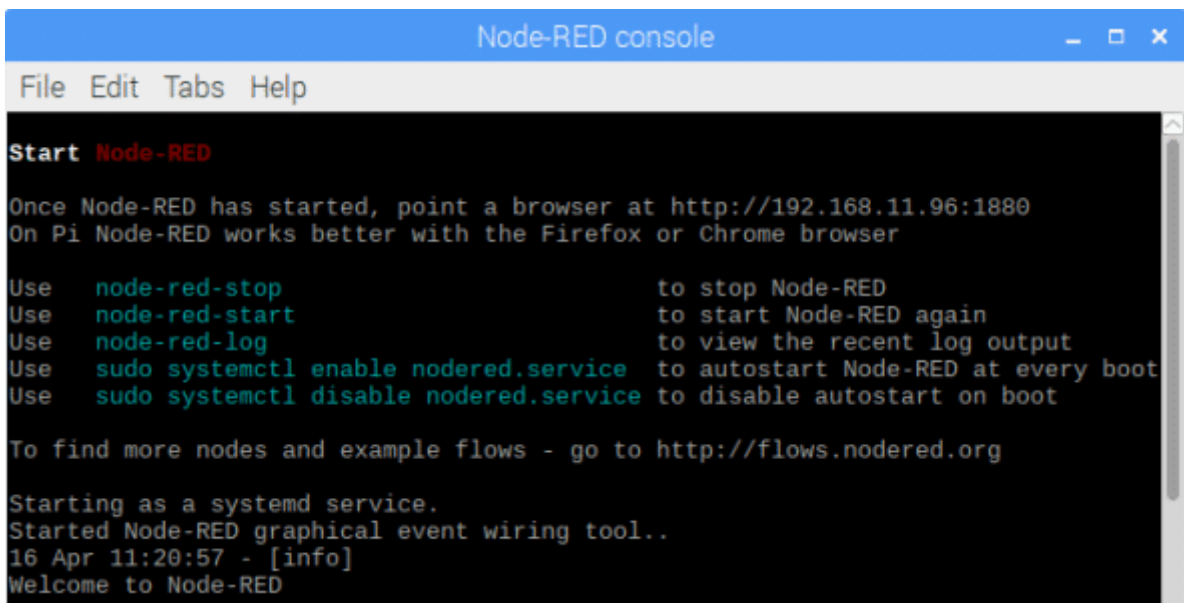 Node-RED console
File Edit Tabs Help
Start Node-RED
Once Node-RED has started, point a browser at http://192.168.11.96:1880
On Pi Node-RED works better with the Firefox or Chrome browser
Use node-red-stop to stop Node-RED
Use node-red-start to start Node-RED again
Use node-red-log to view the recent log output
Use sudo systemctl enable nodered.service to autostart Node-RED at every boot
Use sudo systemctl disable nodered.service to disable autostart on boot
To find more nodes and example flows - go to http://flows.nodered.org
Starting as a systemd service.
Started Node-RED graphical event wiring tool..
16 Apr 11:20:57 - [info]
Welcome to Node-RED